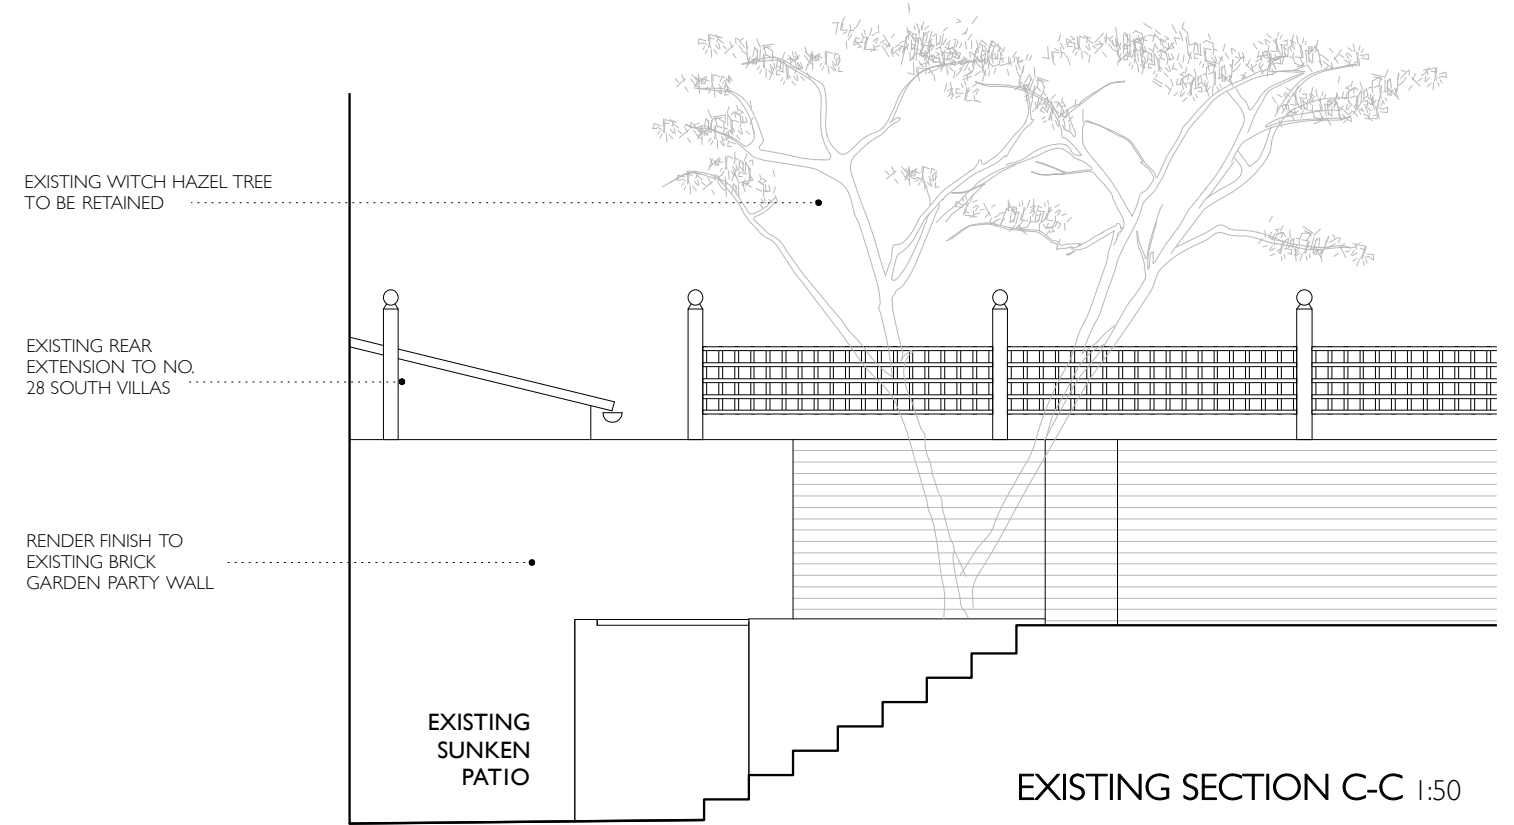 EXISTING WITCH HAZEL TREE
TO BE RETAINED
EXISTING REAR
EXTENSION TO NO.
28 SOUTH VILLAS
RENDER FINISH TO
EXISTING BRICK
GARDEN PARTY WALL
EXISTING
SUNKEN
PATIO
EXISTING SECTION C-C 1:50